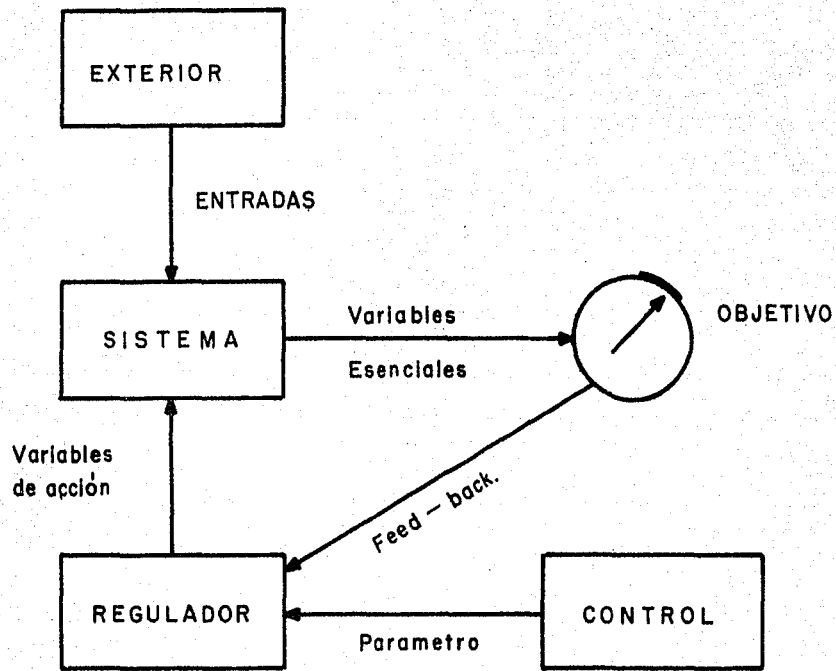 EXTERIOR
ENTRADAS
SISTEMA
Variables
Esenciales
OBJETIVO
Variables
de acción
Feed - back.
REGULADOR
Parametro
CONTROL